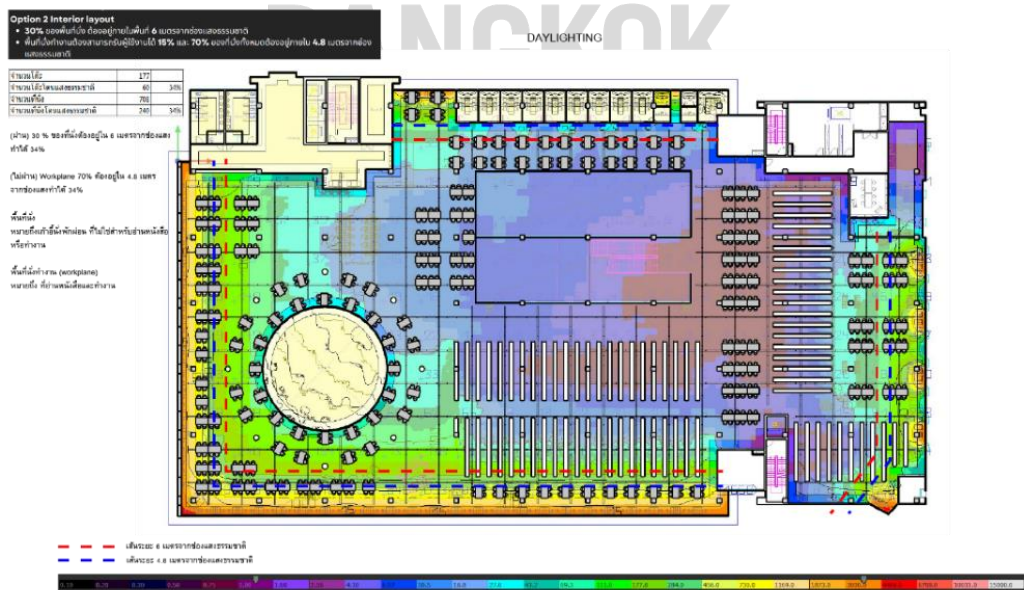 BANGKOK
Option 2 Interior layout
• 30% ของพื้นที่นั่ง ต้องอยู่ภายในพื้นที่ 6 เมตรจากช่องแสงธรรมชาติ
• พื้นที่นั่งทำงานต้องสามารถรับผู้ใช้งานได้ 15% และ 70% ของที่นั่งทั้งหมดต้องอยู่ภายใน 4.8 เมตรจากช่อง
แสงธรรมชาติ
DAYLIGHTING
จำนวนโต๊ะ 177
จำนวนโต๊ะโดนแสงธรรมชาติ 60 34%
จำนวนที่นั่ง 708
จำนวนที่นั่งโดนแสงธรรมชาติ 240 34%
(ผ่าน) 30 % ของที่นั่งต้องอยู่ใน 6 เมตรจากช่องแสง
ทำได้ 34%
(ไม่ผ่าน) Workplane 70% ต้องอยู่ใน 4.8 เมตร
จากช่องแสงทำได้ 34%
พื้นที่นั่ง
หมายถึงเก้าอี้นั่งพักผ่อน ที่ไม่ใช่สำหรับอ่านหนังสือ
หรือทำงาน
พื้นที่นั่งทำงาน (workplane)
หมายถึง ที่อ่านหนังสือและทำงาน
เส้นระยะ 6 เมตรจากช่องแสงธรรมชาติ
เส้นระยะ 4.8 เมตรจากช่องแสงธรรมชาติ